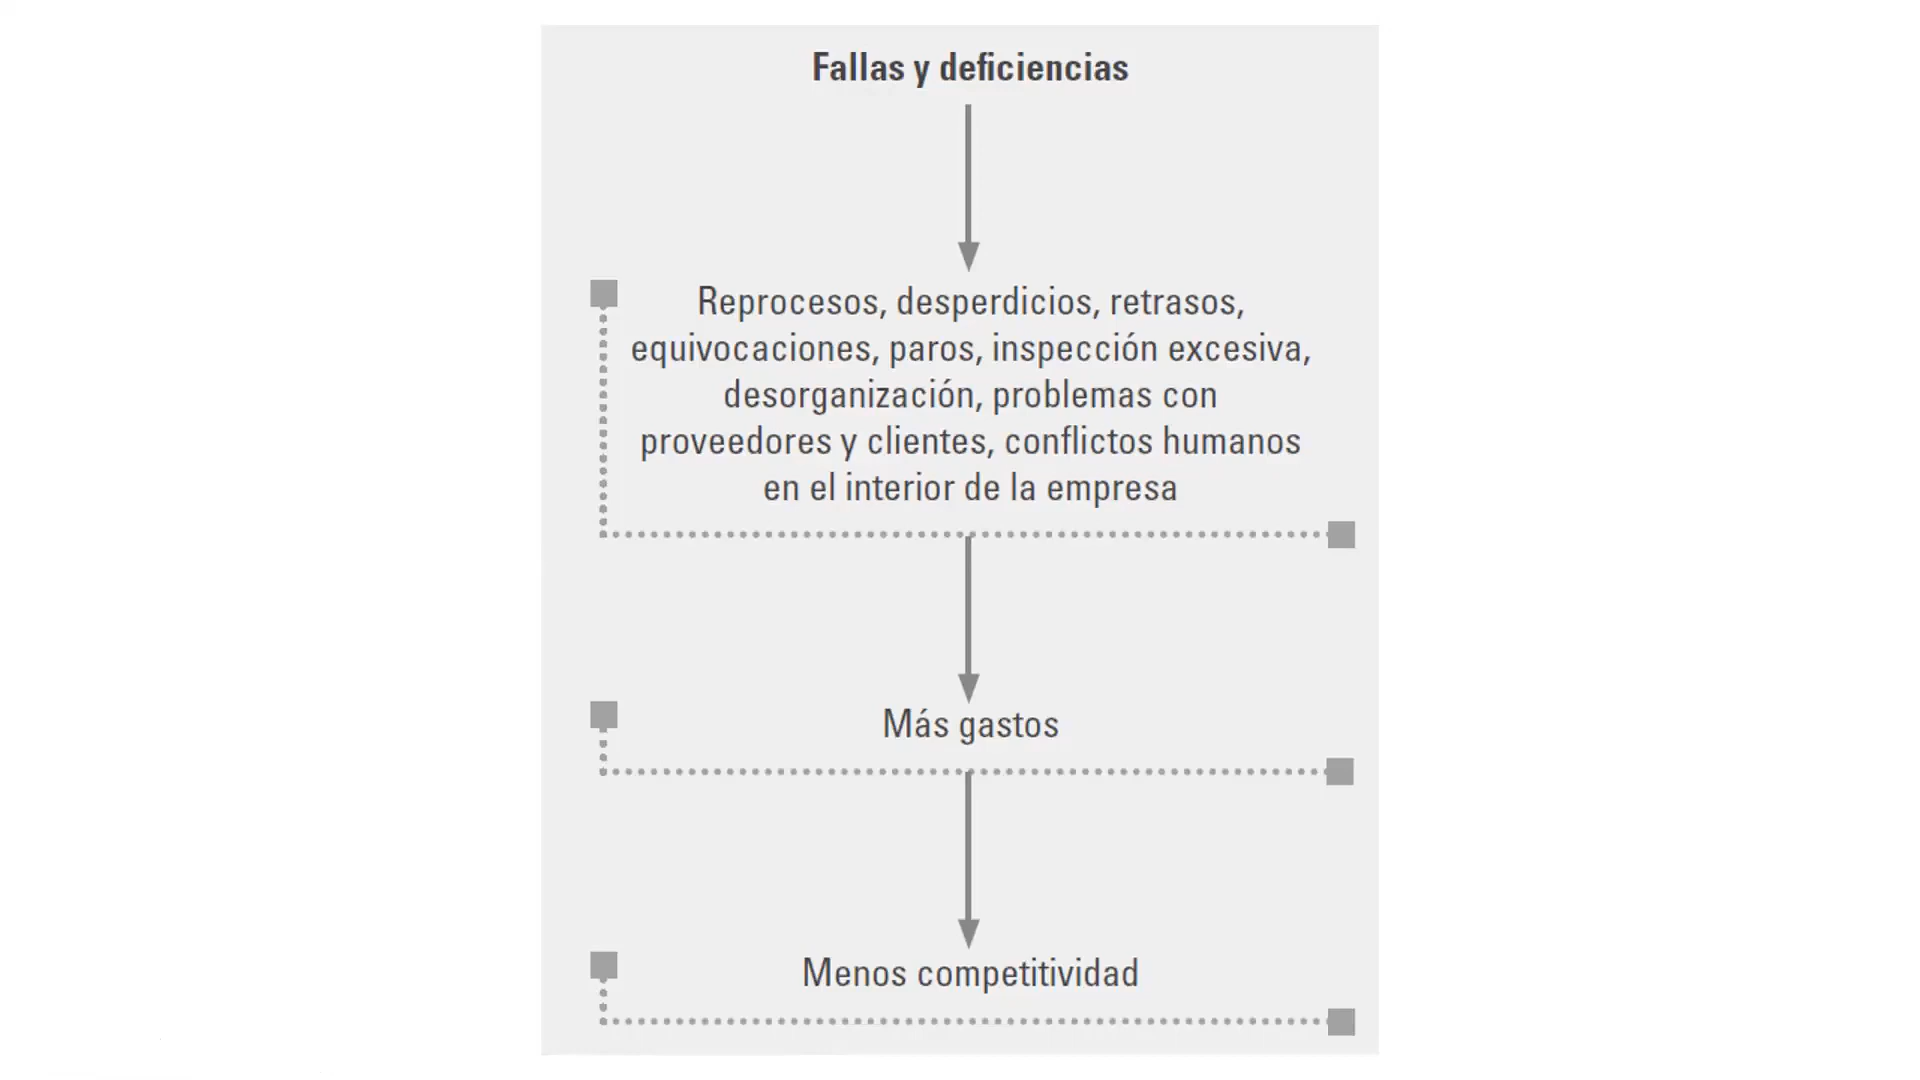 Fallas y deficiencias
Reprocesos, desperdicios, retrasos,
equivocaciones, paros, inspección excesiva,
desorganización, problemas con
proveedores y clientes, conflictos humanos
en el interior de la empresa
Más gastos
Menos competitividad